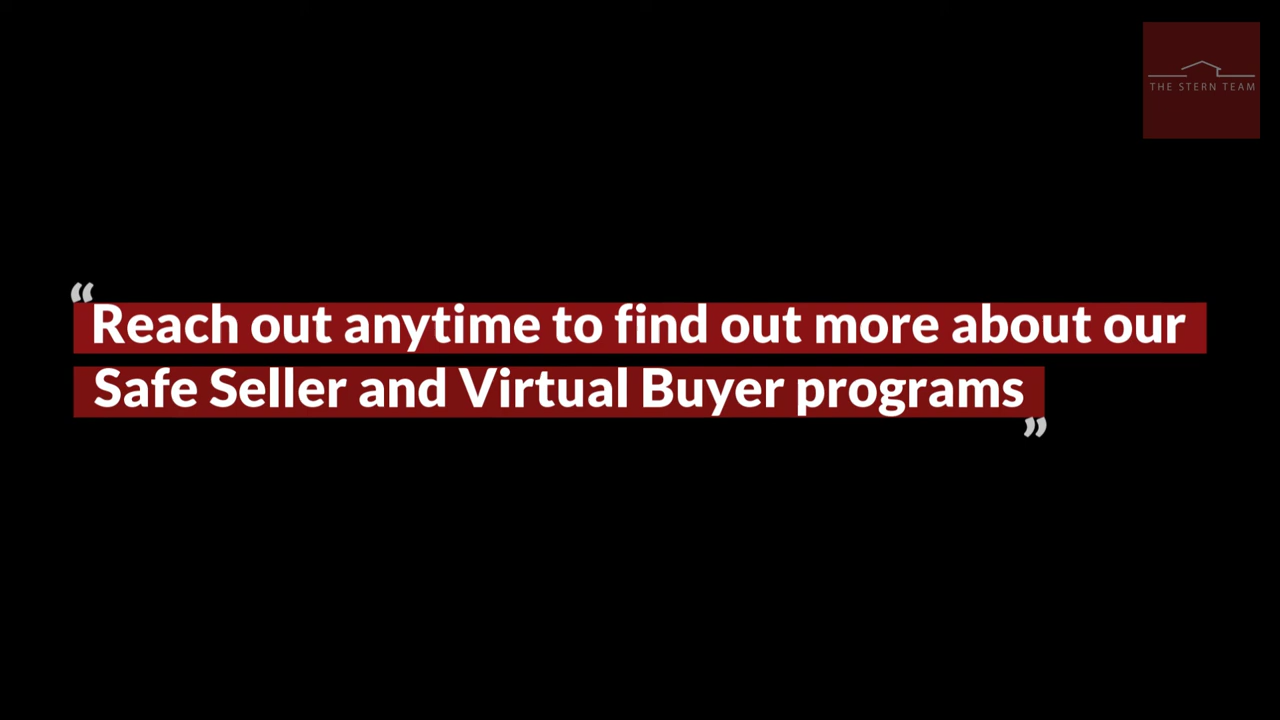 THE STERN TEAM
“Reach out anytime to find out more about our
Safe Seller and Virtual Buyer programs”